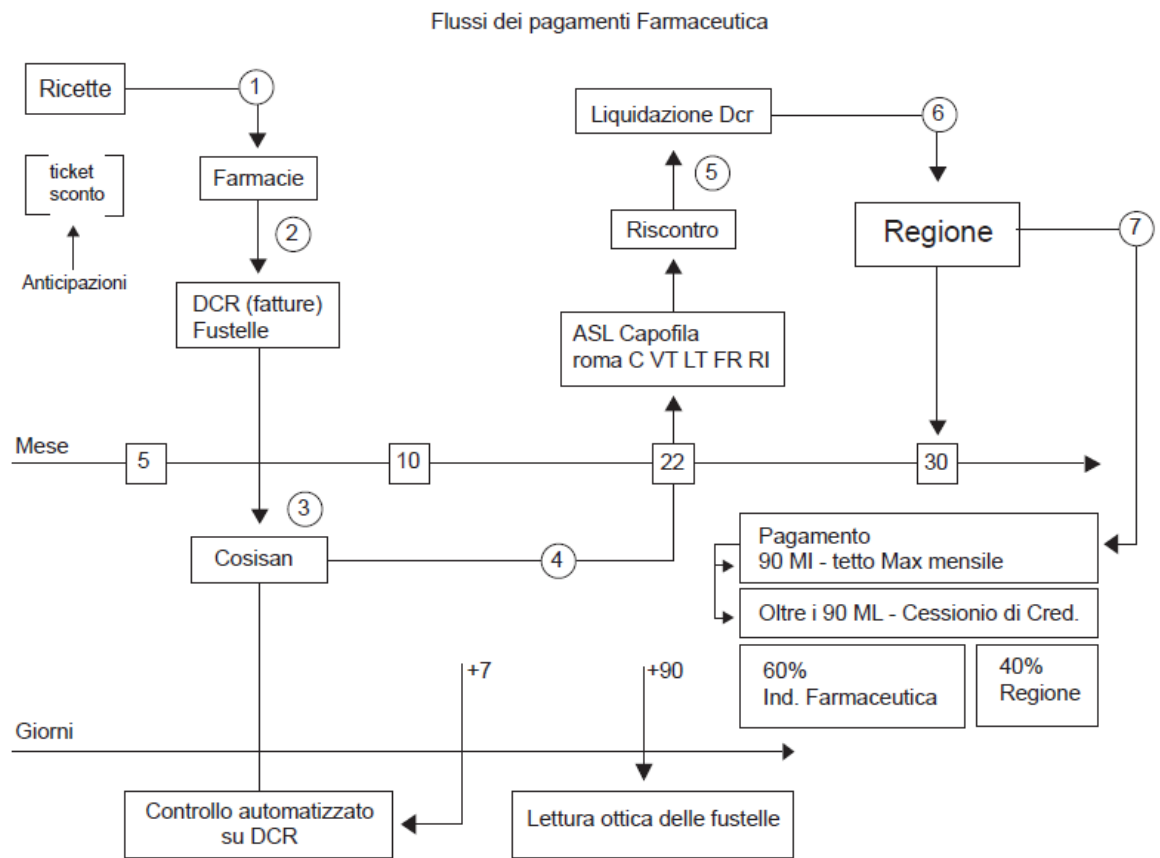 Flussi dei pagamenti Farmaceutica
Ricette
1
ticket
sconto
Anticipazioni
Farmacie
2
DCR (fatture)
Fustelle
Liquidazione Dcr
6
5
Riscontro
Regione
7
ASL Capofila
roma C VT LT FR RI
Mese
5
10
22
30
3
Cosisan
4
Pagamento
90 MI - tetto Max mensile
Oltre i 90 ML - Cessionio di Cred.
60%
Ind. Farmaceutica
40%
Regione
+7
+90
Giorni
Controllo automatizzato
su DCR
Lettura ottica delle fustelle